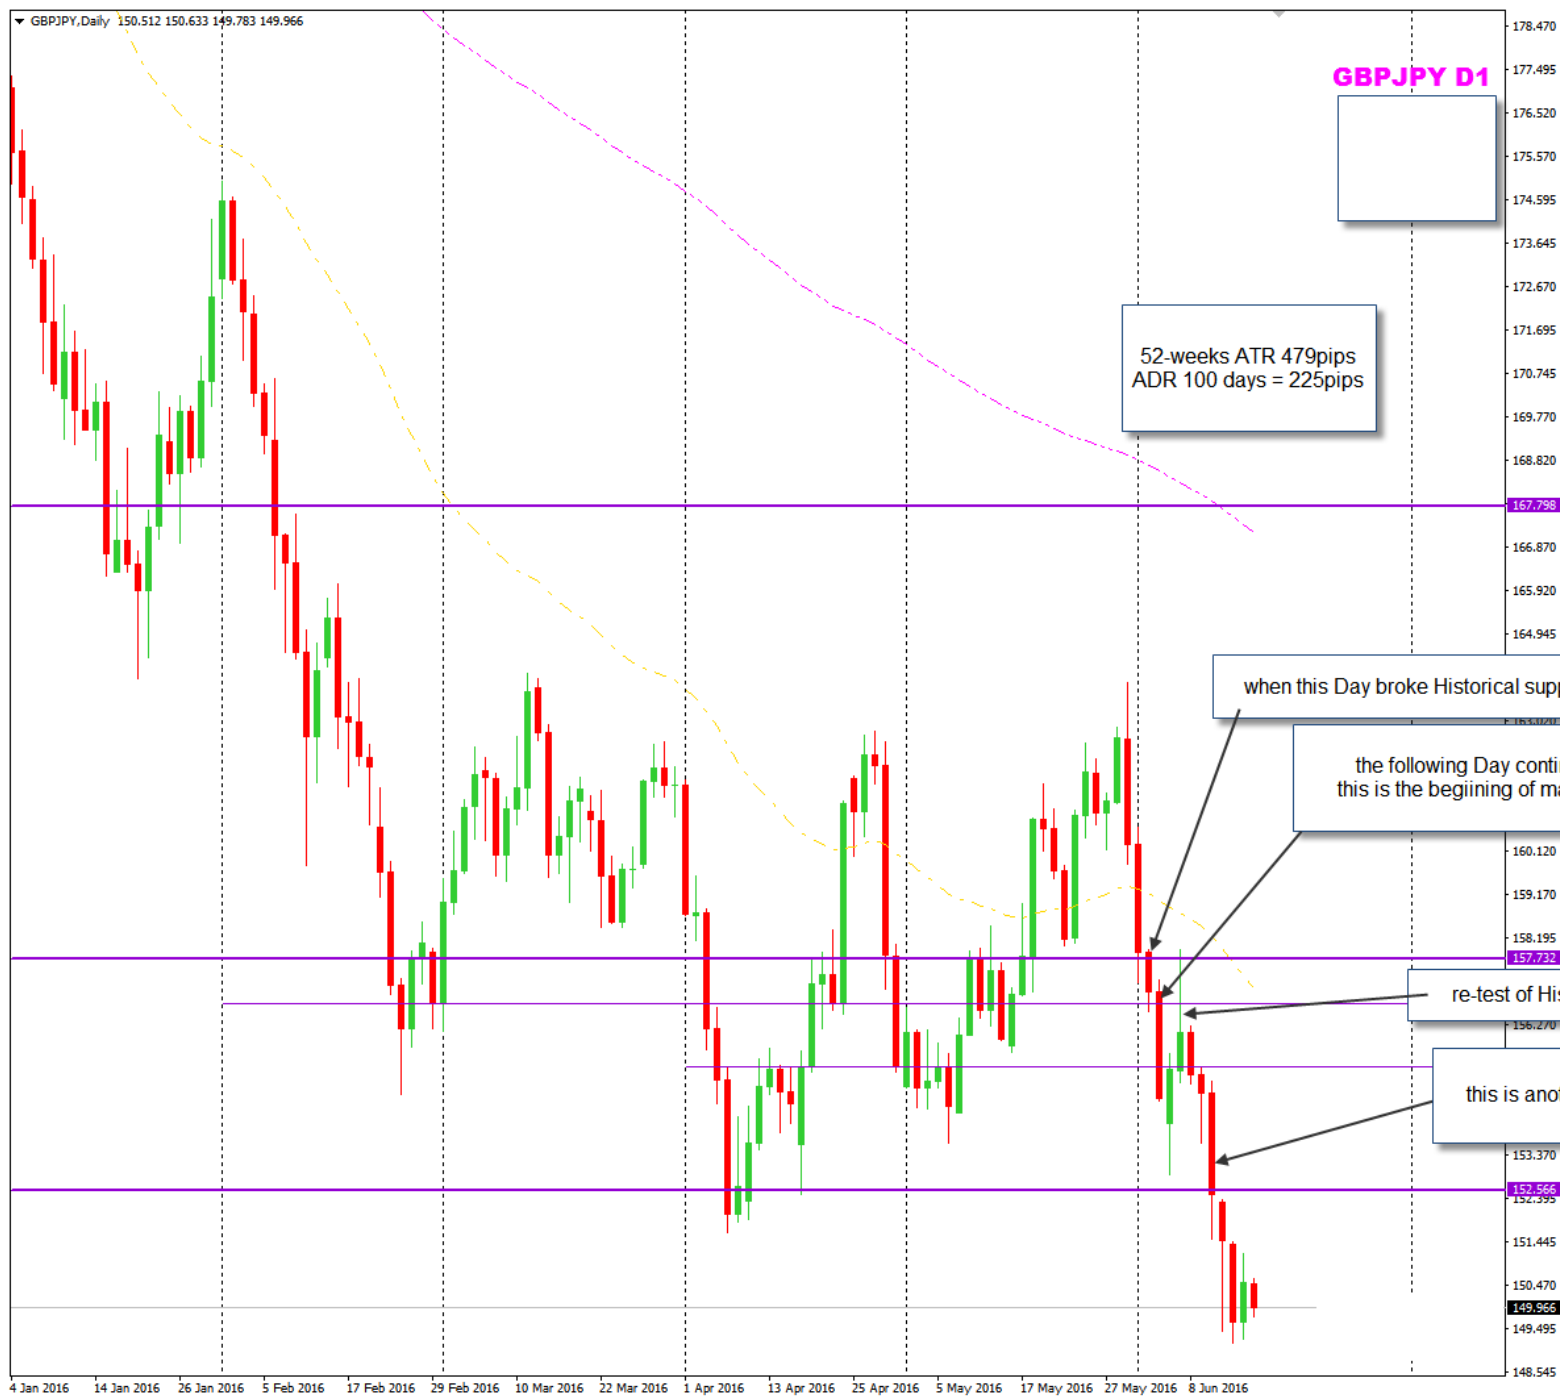 GBPJPY,Daily 150.512 150.633 149.783 149.966
178.470
177.495
GBPJPY D1
176.520
175.570
174.595
173.645
172.670
171.695
52-weeks ATR 479pips
ADR 100 days = 225pips
170.745
169.770
168.820
167.798
166.870
165.920
164.945
when this Day broke Historical supp
163.020
the following Day conti
this is the begiining of ma
160.120
159.170
158.195
157.732
re-test of His
156.270
this is anot
153.370
152.566
152.395
151.445
150.470
149.966
149.495
148.545
4 Jan 2016 14 Jan 2016 26 Jan 2016 5 Feb 2016 17 Feb 2016 29 Feb 2016 10 Mar 2016 22 Mar 2016 1 Apr 2016 13 Apr 2016 25 Apr 2016 5 May 2016 17 May 2016 27 May 2016 8 Jun 2016